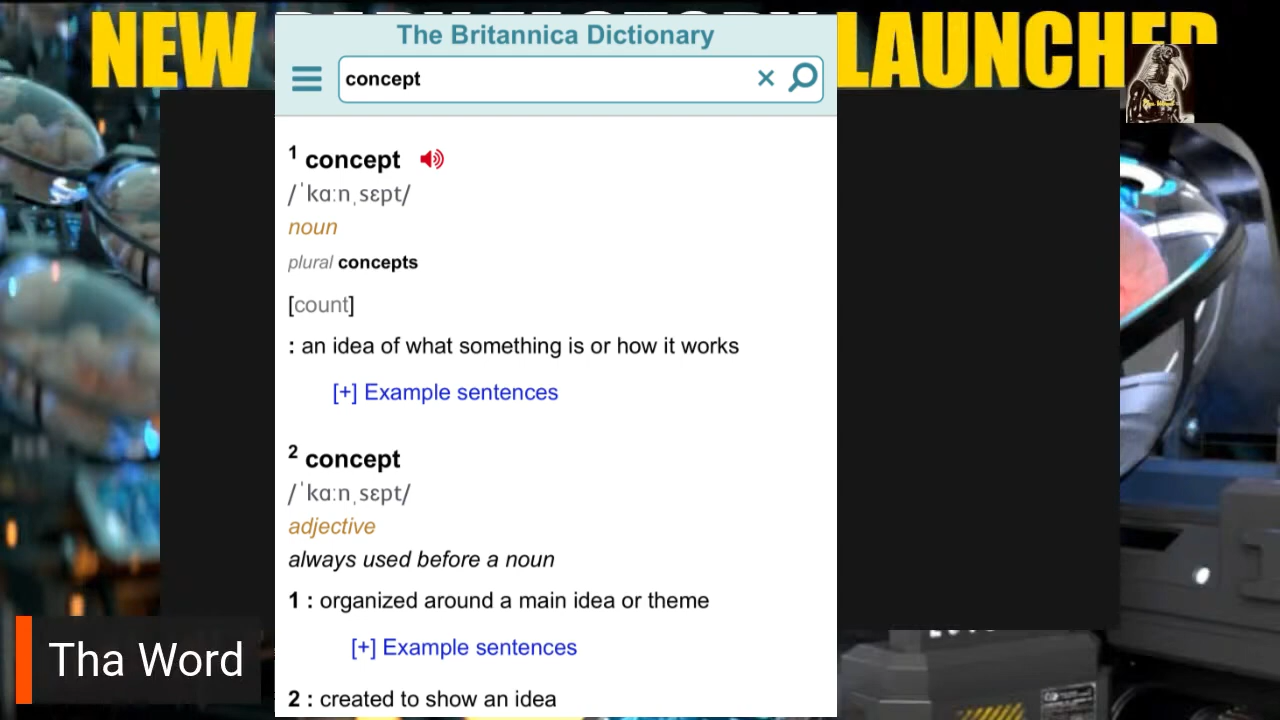 NEW
LAUNCHED
The Britannica Dictionary
concept
1 concept
/ˈkɑːnˌsɛpt/
noun
plural concepts
[count]
: an idea of what something is or how it works
[+] Example sentences
2 concept
/ˈkɑːnˌsɛpt/
adjective
always used before a noun
1 : organized around a main idea or theme
[+] Example sentences
2 : created to show an idea
Tha Word